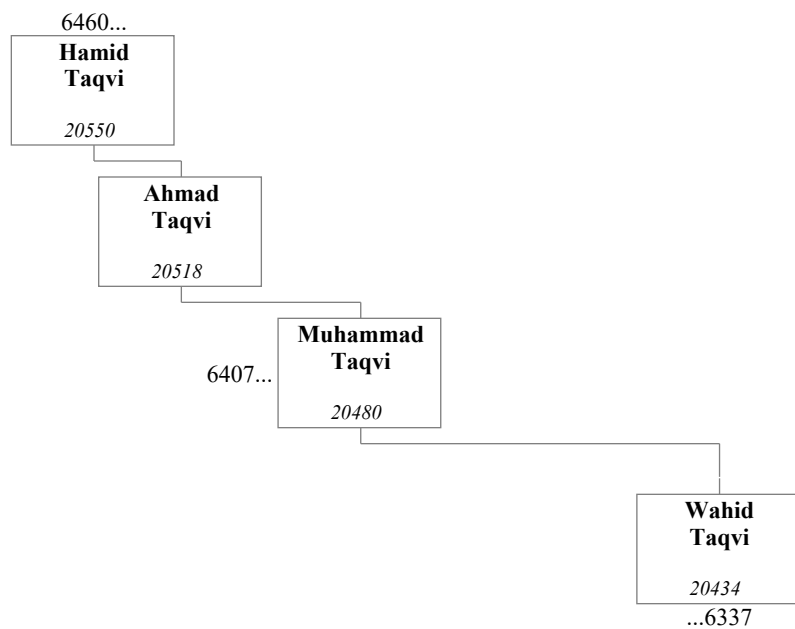 6460...
Hamid
Taqvi
20550
Ahmad
Taqvi
20518
Muhammad
Taqvi
6407...
20480
Wahid
Taqvi
20434
...6337